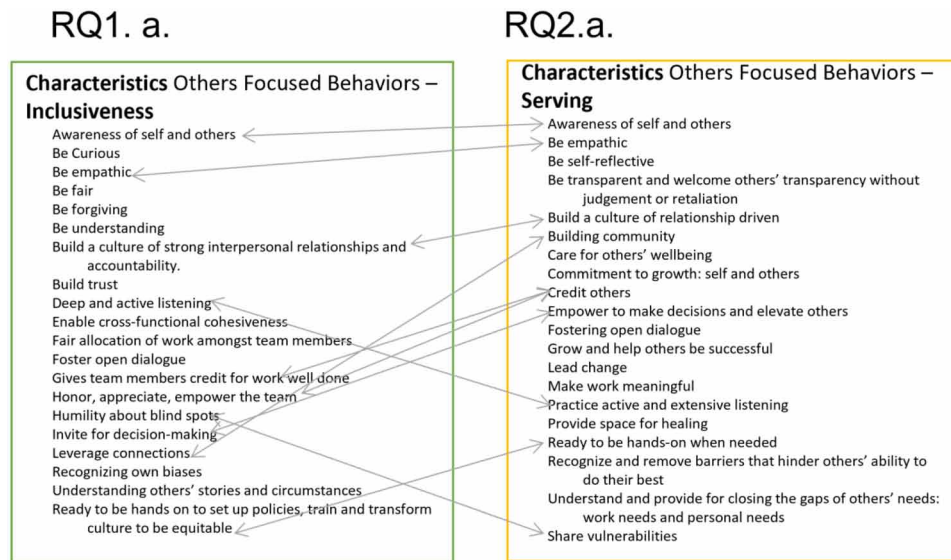 RQ1. a.
Characteristics Others Focused Behaviors –
Inclusiveness
Awareness of self and others
Be Curious
Be empathic
Be fair
Be forgiving
Be understanding
Build a culture of strong interpersonal relationships and
accountability.
Build trust
Deep and active listening
Enable cross-functional cohesiveness
Fair allocation of work amongst team members
Foster open dialogue
Gives team members credit for work well done
Honor, appreciate, empower the team
Humility about blind spots
Invite for decision-making
Leverage connections
Recognizing own biases
Understanding others’ stories and circumstances
Ready to be hands on to set up policies, train and transform
culture to be equitable
RQ2.a.
Characteristics Others Focused Behaviors –
Serving
Awareness of self and others
Be empathic
Be self-reflective
Be transparent and welcome others’ transparency without
judgement or retaliation
Build a culture of relationship driven
Building community
Care for others’ wellbeing
Commitment to growth: self and others
Credit others
Empower to make decisions and elevate others
Fostering open dialogue
Grow and help others be successful
Lead change
Make work meaningful
Practice active and extensive listening
Provide space for healing
Ready to be hands-on when needed
Recognize and remove barriers that hinder others’ ability to
do their best
Understand and provide for closing the gaps of others’ needs:
work needs and personal needs
Share vulnerabilities